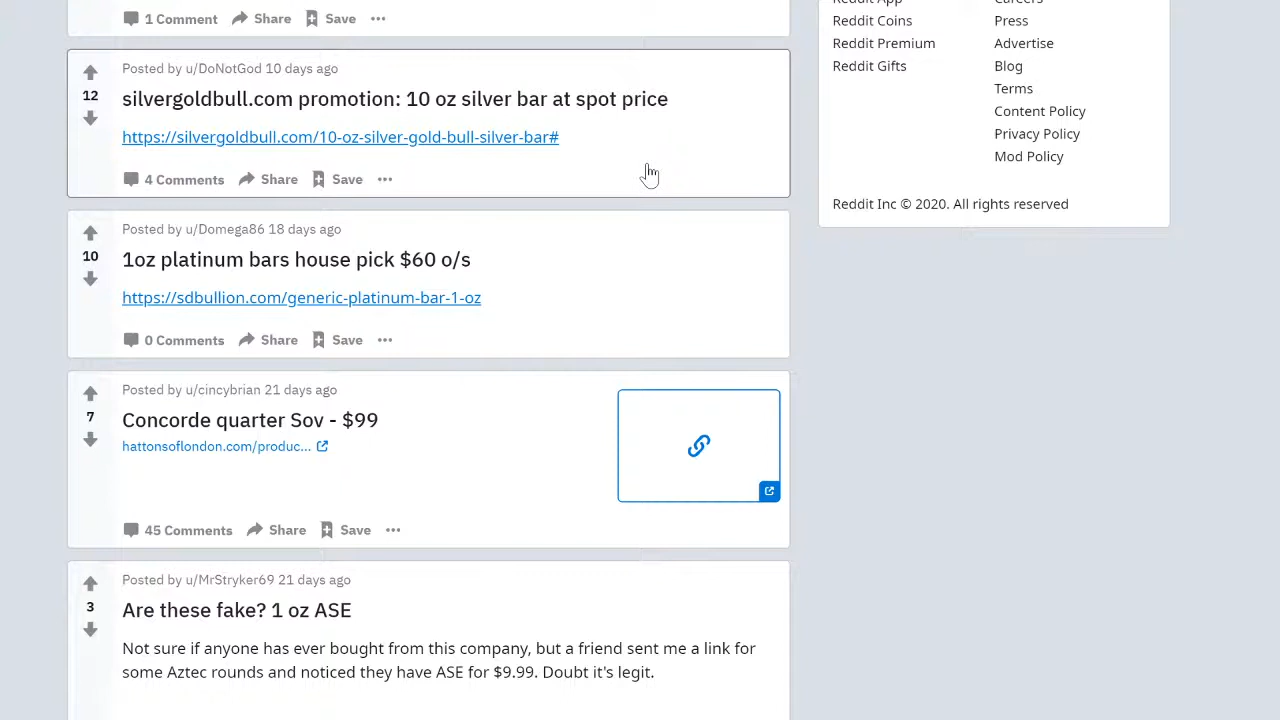 1 Comment Share Save
Posted by u/DoNotGod 10 days ago
12
silvergoldbull.com promotion: 10 oz silver bar at spot price
https://silvergoldbull.com/10-oz-silver-gold-bull-silver-bar#
4 Comments Share Save
Posted by u/Domega86 18 days ago
10
1oz platinum bars house pick $60 o/s
https://sdbullion.com/generic-platinum-bar-1-oz
0 Comments Share Save
Posted by u/cincybrian 21 days ago
7
Concorde quarter Sov - $99
hattonsoflondon.com/produc...
45 Comments Share Save
Posted by u/MrStryker69 21 days ago
3
Are these fake? 1 oz ASE
Not sure if anyone has ever bought from this company, but a friend sent me a link for
some Aztec rounds and noticed they have ASE for $9.99. Doubt it's legit.
Reddit App
Reddit Coins
Reddit Premium
Reddit Gifts
Careers
Press
Advertise
Blog
Terms
Content Policy
Privacy Policy
Mod Policy
Reddit Inc © 2020. All rights reserved